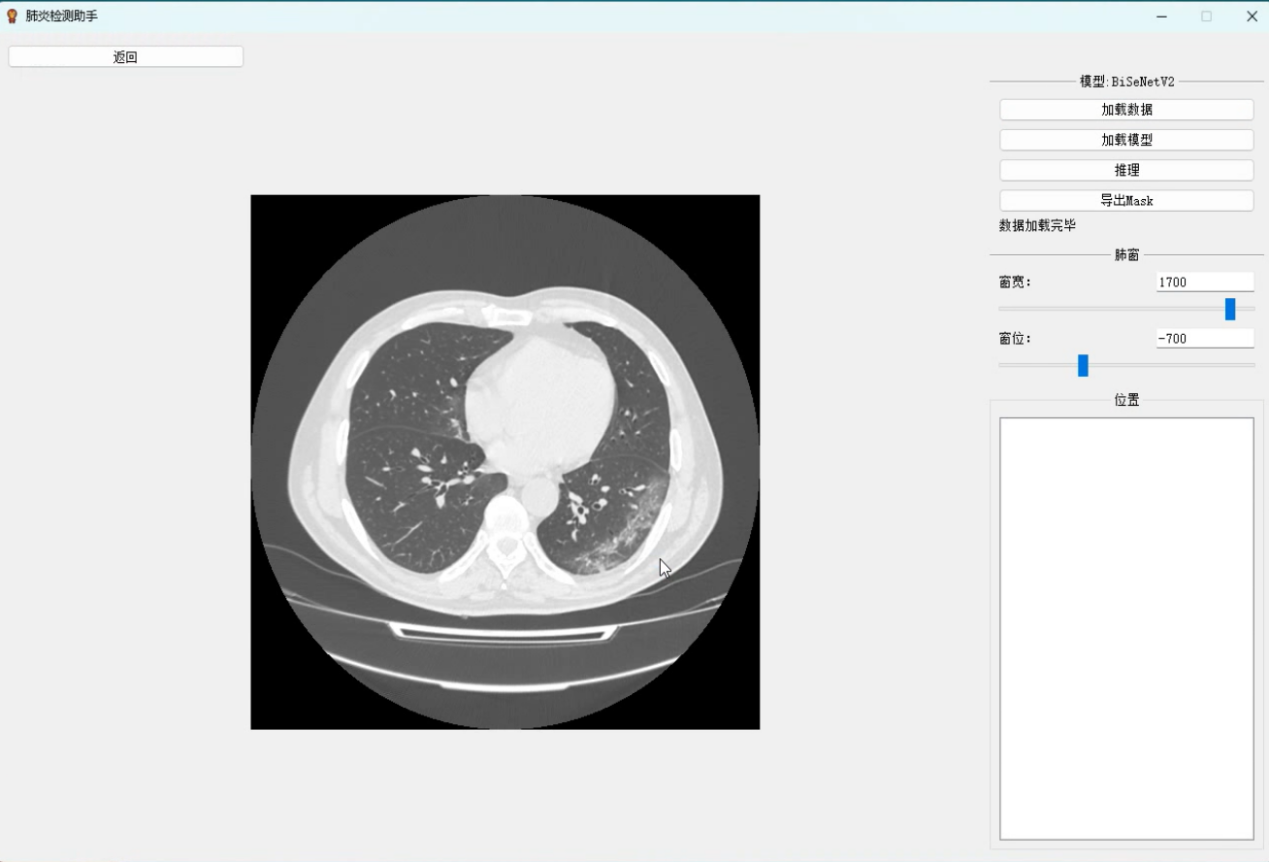 肺炎检测助手
返回
模型:BiSeNetV2
加载数据
加载模型
推理
导出Mask
数据加载完毕
肺窗
窗宽: 1700
窗位: -700
位置